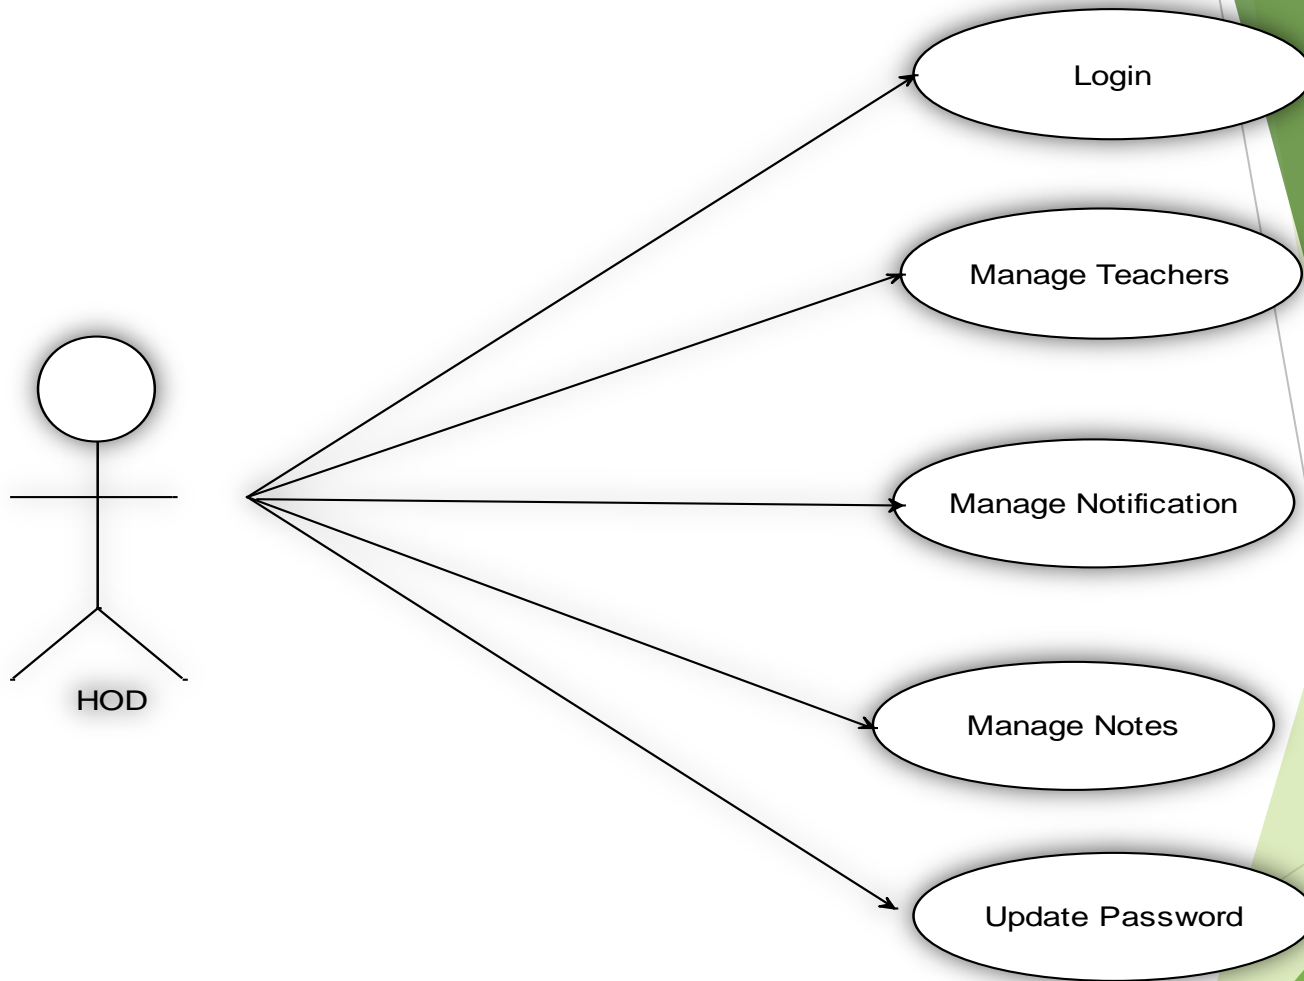 Login
Manage Teachers
Manage Notification
Manage Notes
HOD
Update Password